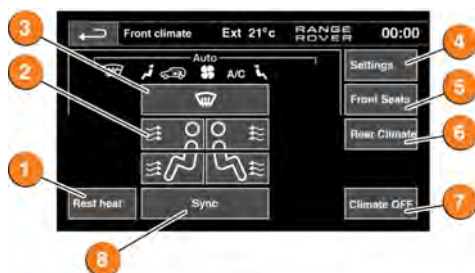 3
Front climate Ext 21°c RANGE ROVER 00:00
4
Auto
Settings
2
A/C
5
Front Seats
6
Rear Climate
1
Rest heat
Sync
Climate OFF
7
8